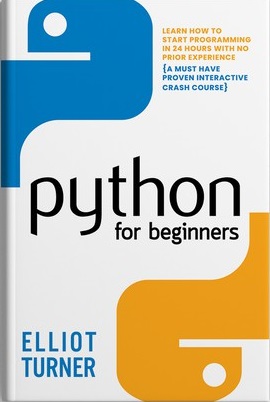 LEARN HOW TO
START PROGRAMMING
IN 24 HOURS WITH NO
PRIOR EXPERIENCE
{A MUST HAVE
PROVEN INTERACTIVE
CRASH COURSE}
python
for beginners
ELLIOT
TURNER